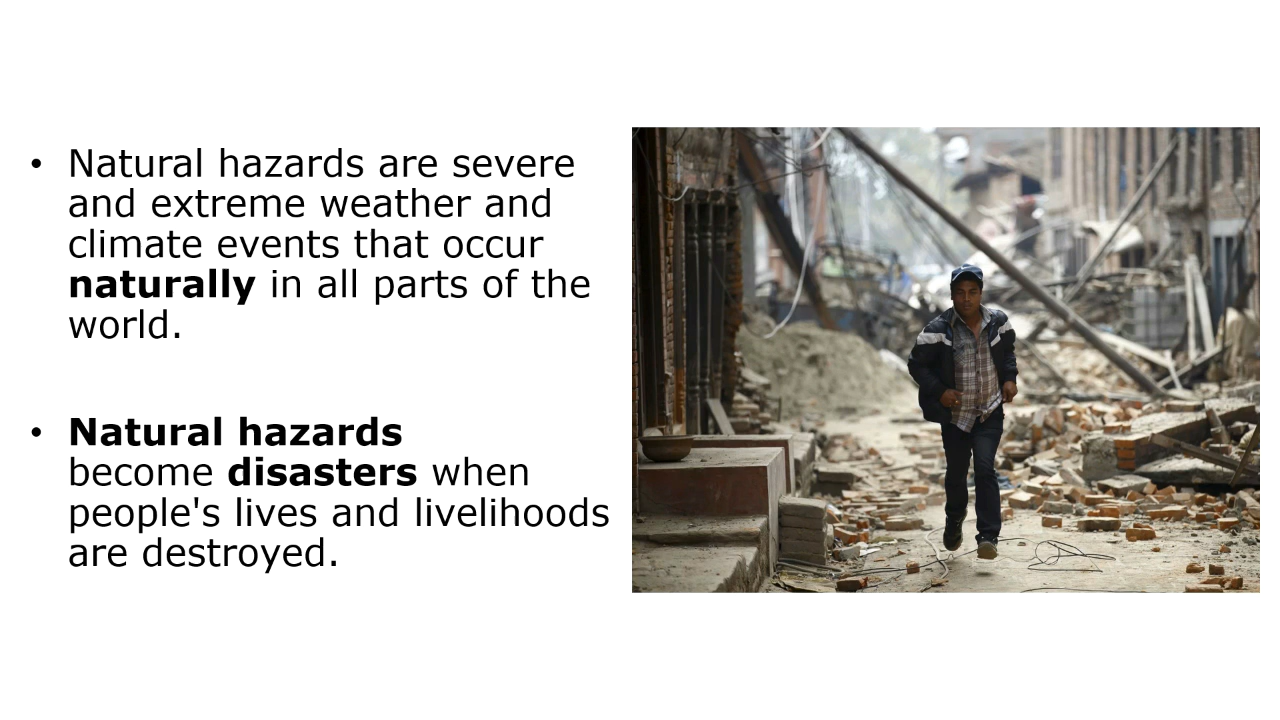 • Natural hazards are severe
and extreme weather and
climate events that occur
naturally in all parts of the
world.
• Natural hazards
become disasters when
people's lives and livelihoods
are destroyed.